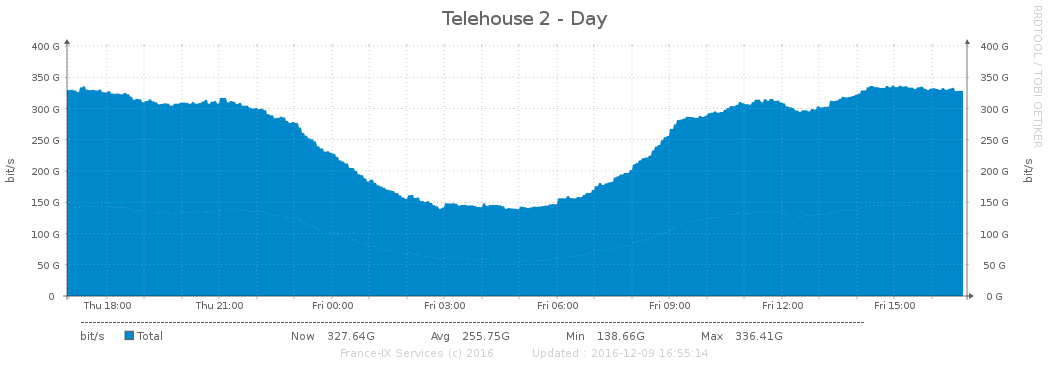 Telehouse 2 - Day
RRDTOOL / TOBI OETIKER
400 G 400 G
350 G 350 G
300 G 300 G
250 G 250 G
200 G 200 G
150 G 150 G
100 G 100 G
50 G 50 G
0 0 G
bit/s bit/s
Thu 18:00 Thu 21:00 Fri 00:00 Fri 03:00 Fri 06:00 Fri 09:00 Fri 12:00 Fri 15:00
bit/s Total Now 327.64G Avg 255.75G Min 138.66G Max 336.41G
France-IX Services (c) 2016 Updated : 2016-12-09 16:55:14